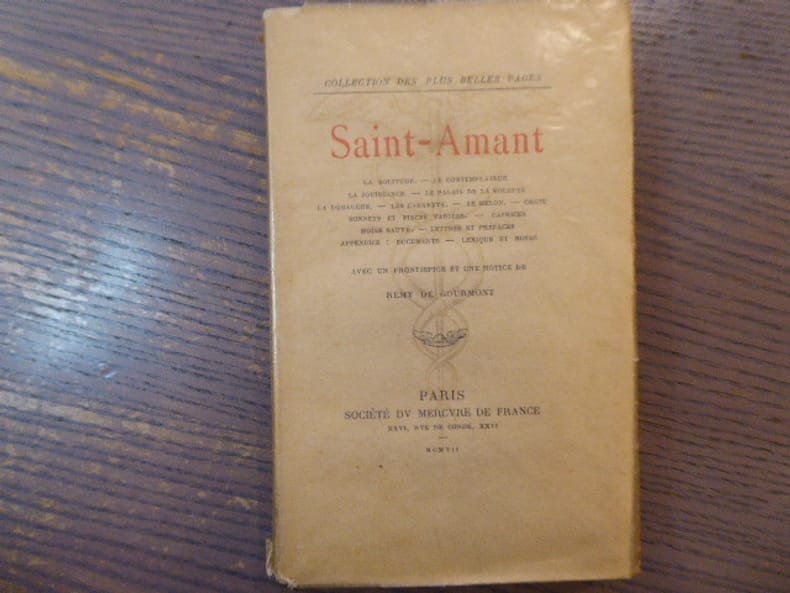 COLLECTION DES PLUS BELLES PAGES
Saint-Amant
LA SOLITUDE. — LE CONTEMPLATEUR
LA JOUISSANCE. — LE PALAIS DE LA VOLUPTÉ
LA DÉBAUCHE. — LES CABARETS. — LE MELON. — ORGIE
SONNETS ET PIÈCES VARIÉES. — CAPRICES
MOÏSE SAUVÉ. — LETTRES ET PRÉFACES
APPENDICE : DOCUMENTS — LEXIQUE ET NOTES
AVEC UN FRONTISPICE ET UNE NOTICE DE
REMY DE GOURMONT
PARIS
SOCIÉTÉ DV MERCVRE DE FRANCE
XXVI, RVE DE CONDÉ, XXVI
—
MCMVII